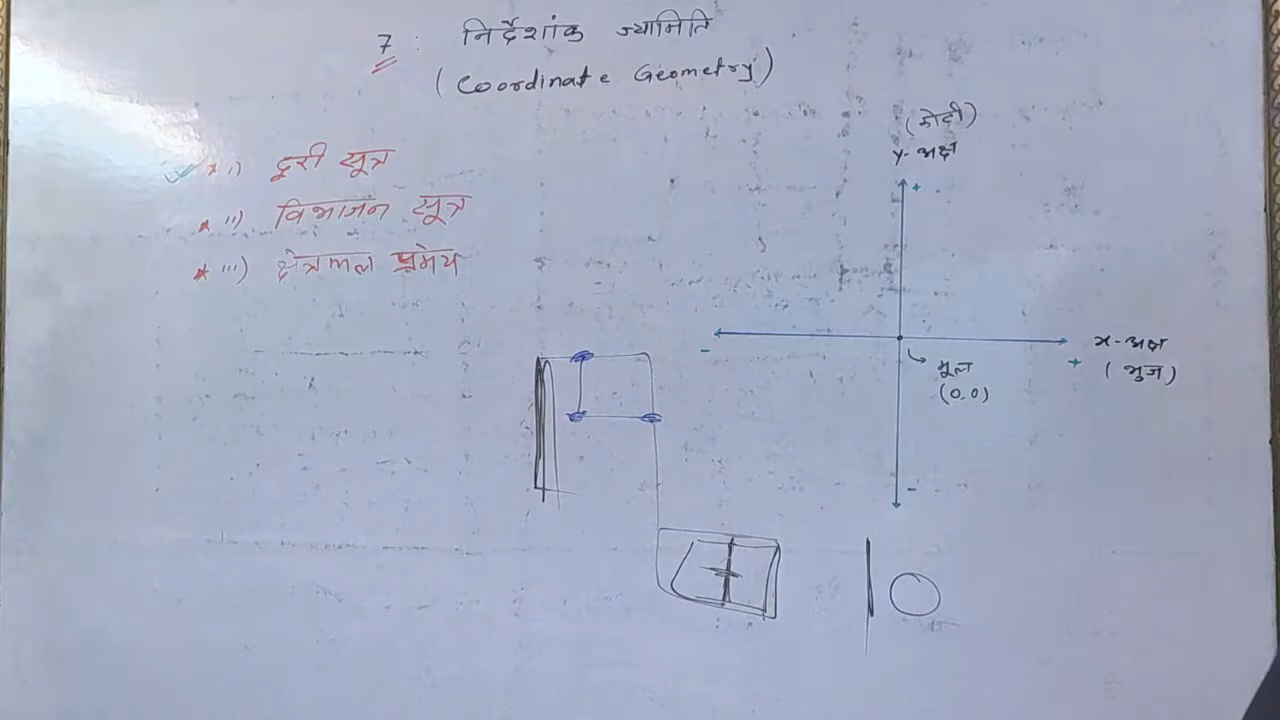 7 : निर्देशांक ज्यामिति
(Coordinate Geometry)
* i) दूरी सूत्र
* ii) विभाजन सूत्र
* iii) क्षेत्रफल प्रमेय
(कोटी)
y-अक्ष
+
-
x-अक्ष
+
(भुज)
मूल
(0,0)
-